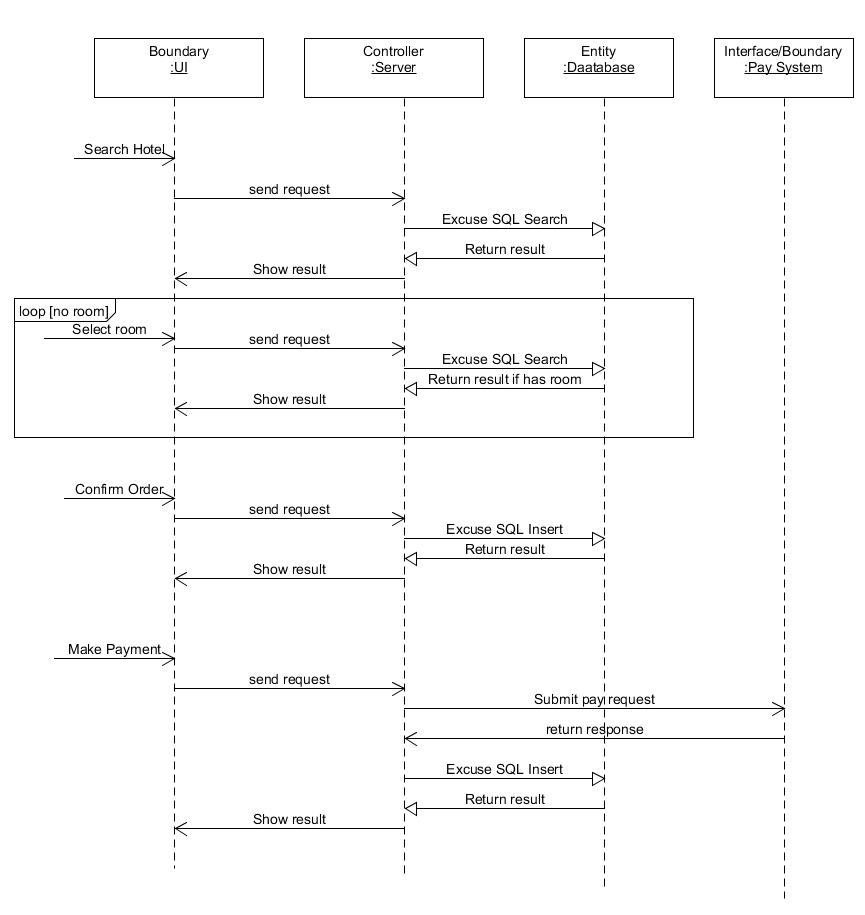 Boundary
:UI
Controller
:Server
Entity
:Daatabase
Interface/Boundary
:Pay System
Search Hotel
send request
Excuse SQL Search
Return result
Show result
loop [no room]
Select room
send request
Excuse SQL Search
Return result if has room
Show result
Confirm Order
send request
Excuse SQL Insert
Return result
Show result
Make Payment
send request
Submit pay request
return response
Excuse SQL Insert
Return result
Show result